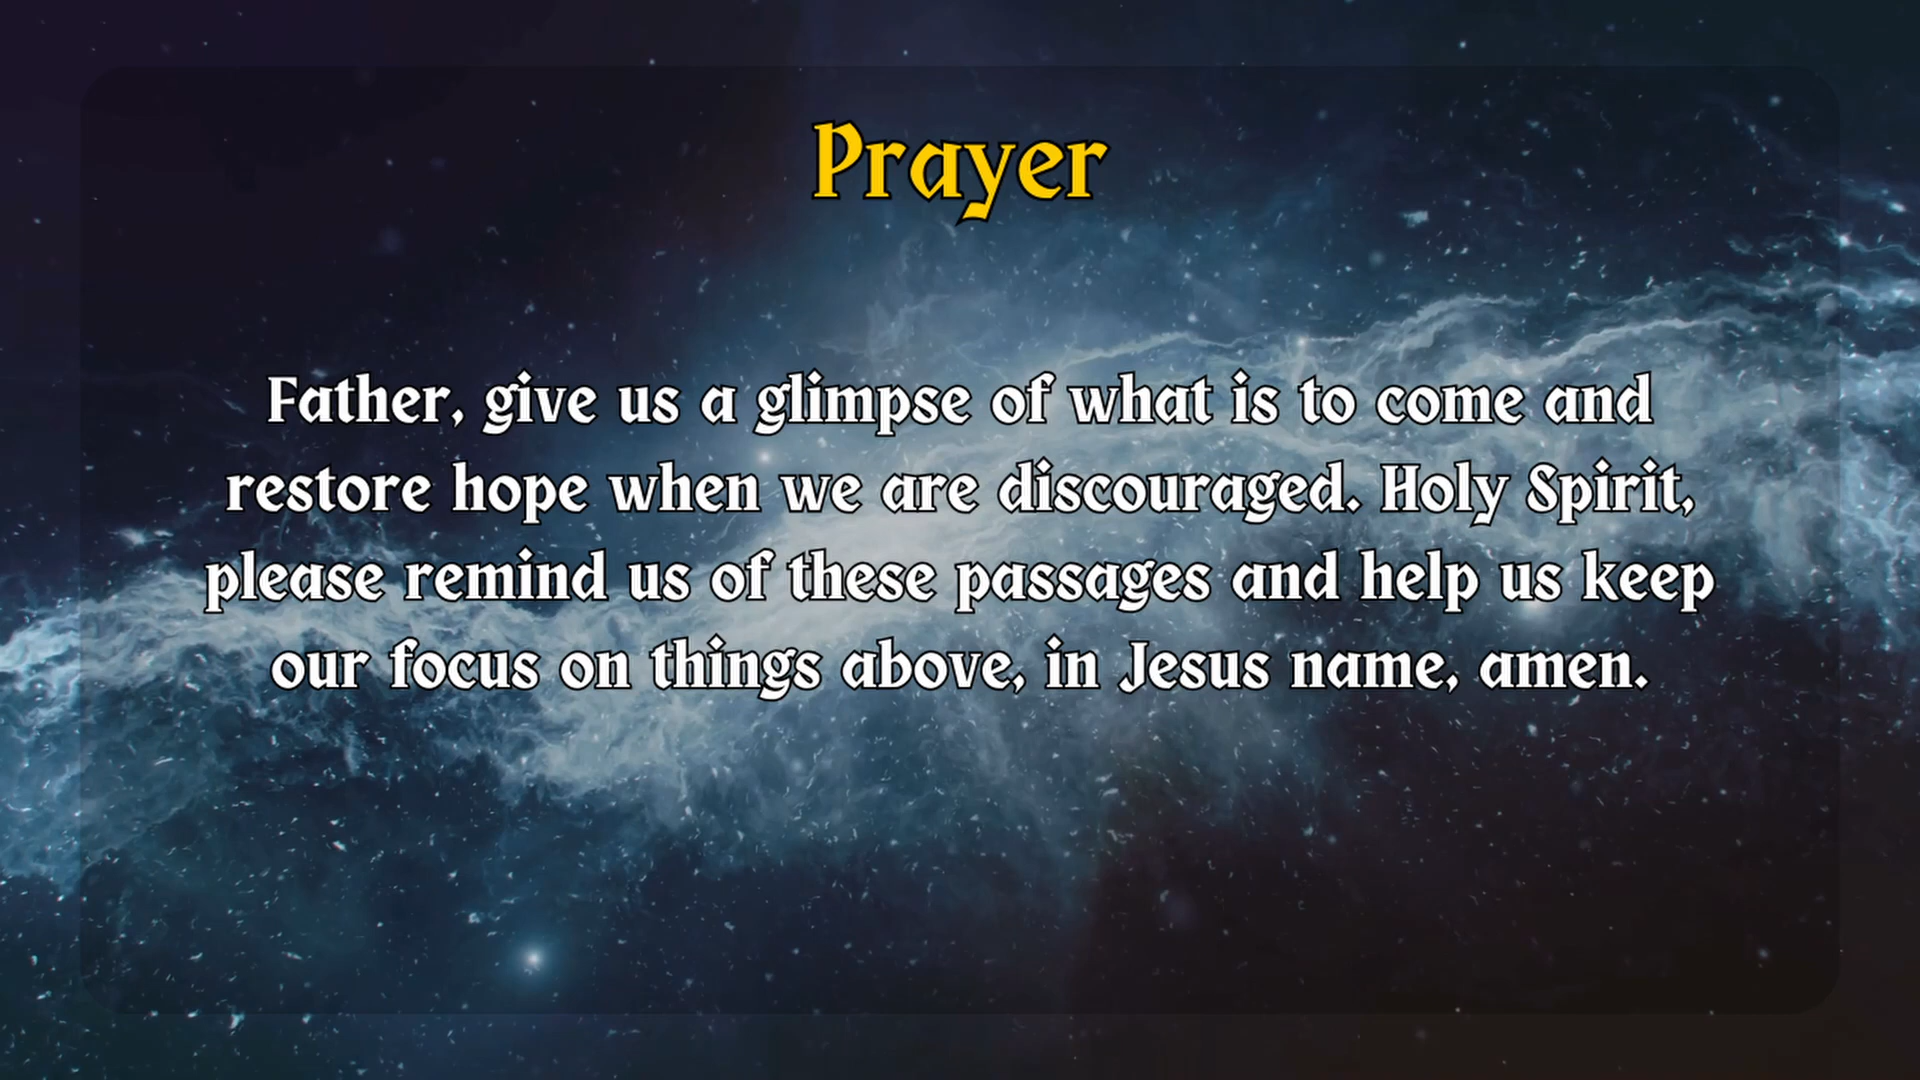 Prayer
Father, give us a glimpse of what is to come and
restore hope when we are discouraged. Holy Spirit,
please remind us of these passages and help us keep
our focus on things above, in Jesus name, amen.